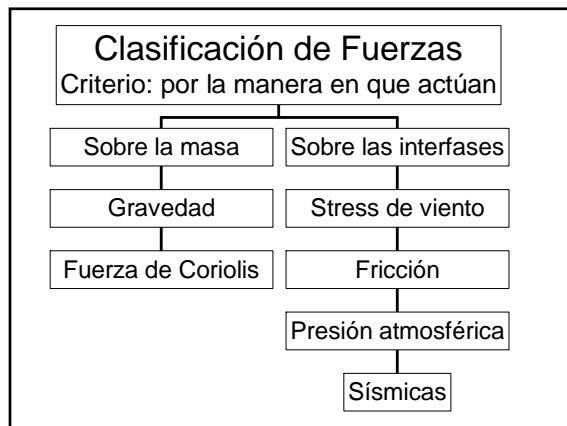 Clasificación de Fuerzas
Criterio: por la manera en que actúan
Sobre la masa
Sobre las interfases
Gravedad
Stress de viento
Fuerza de Coriolis
Fricción
Presión atmosférica
Sísmicas